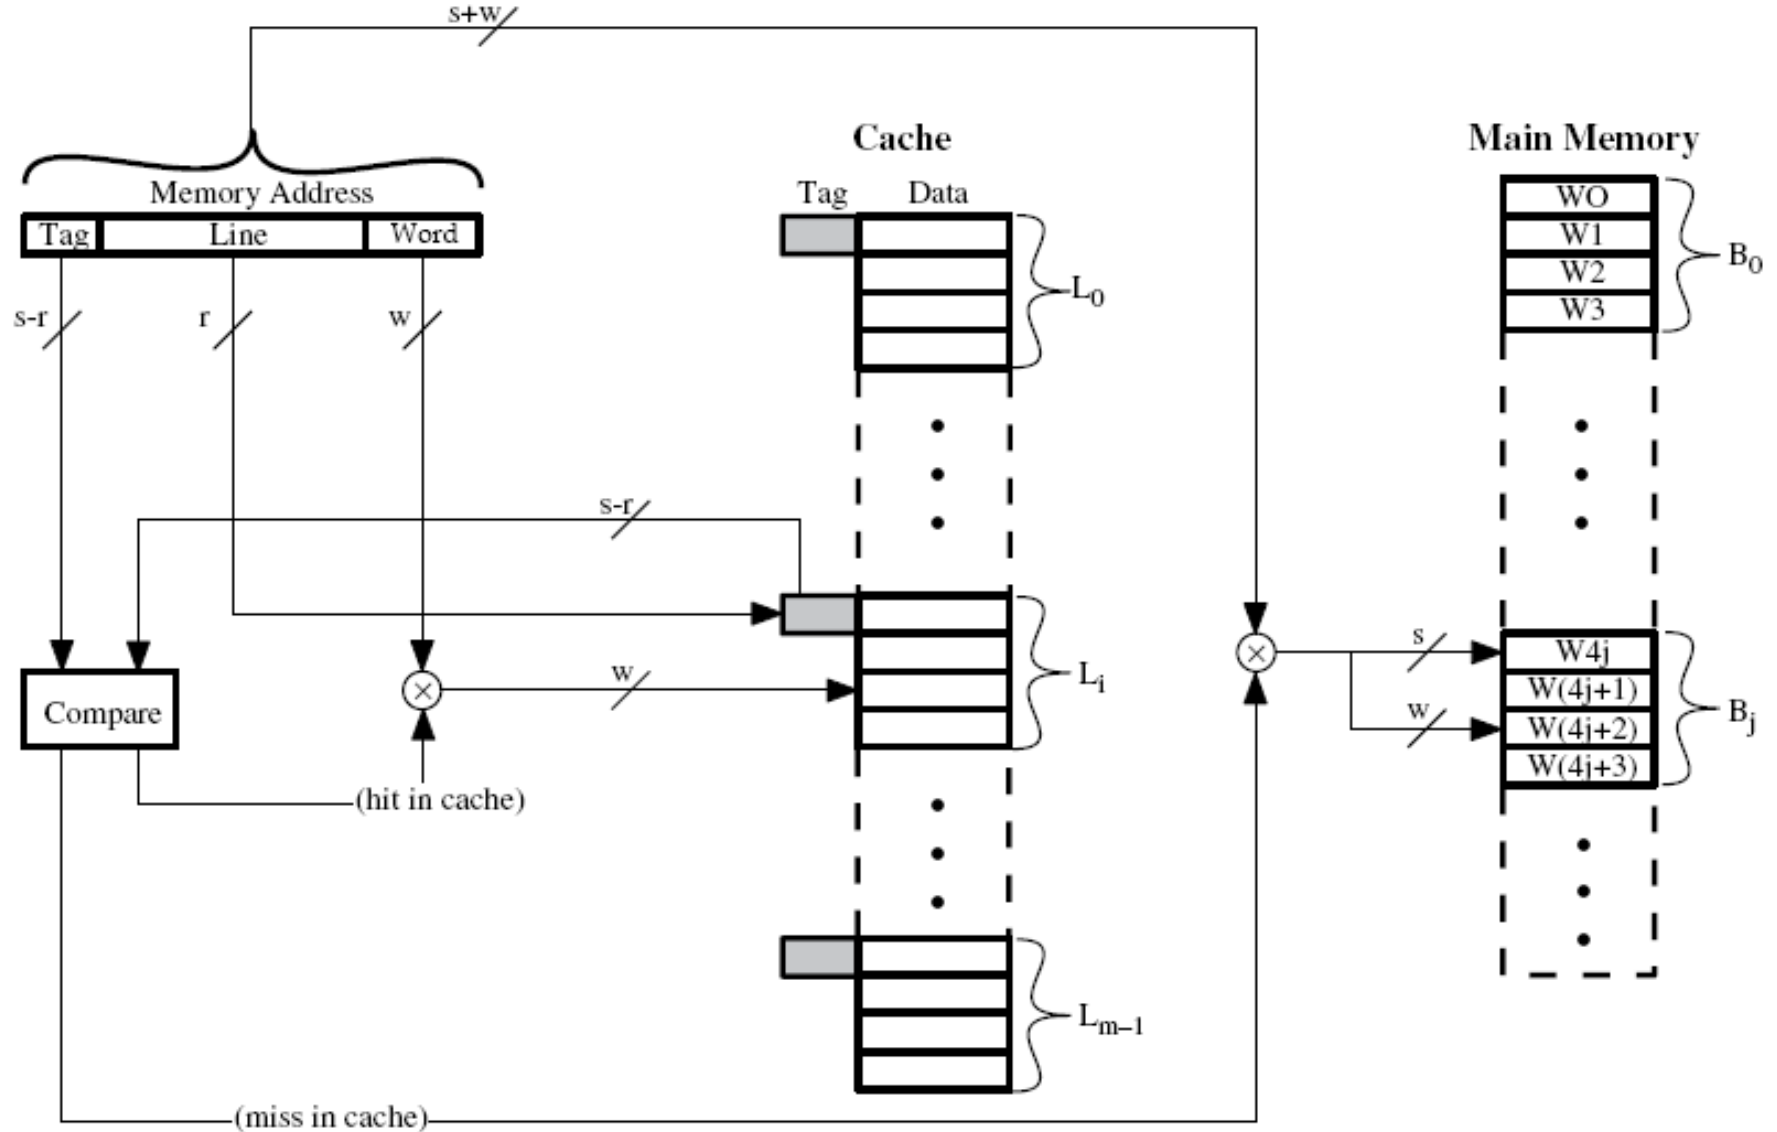 s+w
Cache
Main Memory
Memory Address
Tag Data
Tag Line Word
WO
W1
W2
W3
B0
L0
s-r
r
w
s-r
Li
w
Compare
(hit in cache)
s
w
W4j
W(4j+1)
W(4j+2)
W(4j+3)
Bj
Lm–1
(miss in cache)